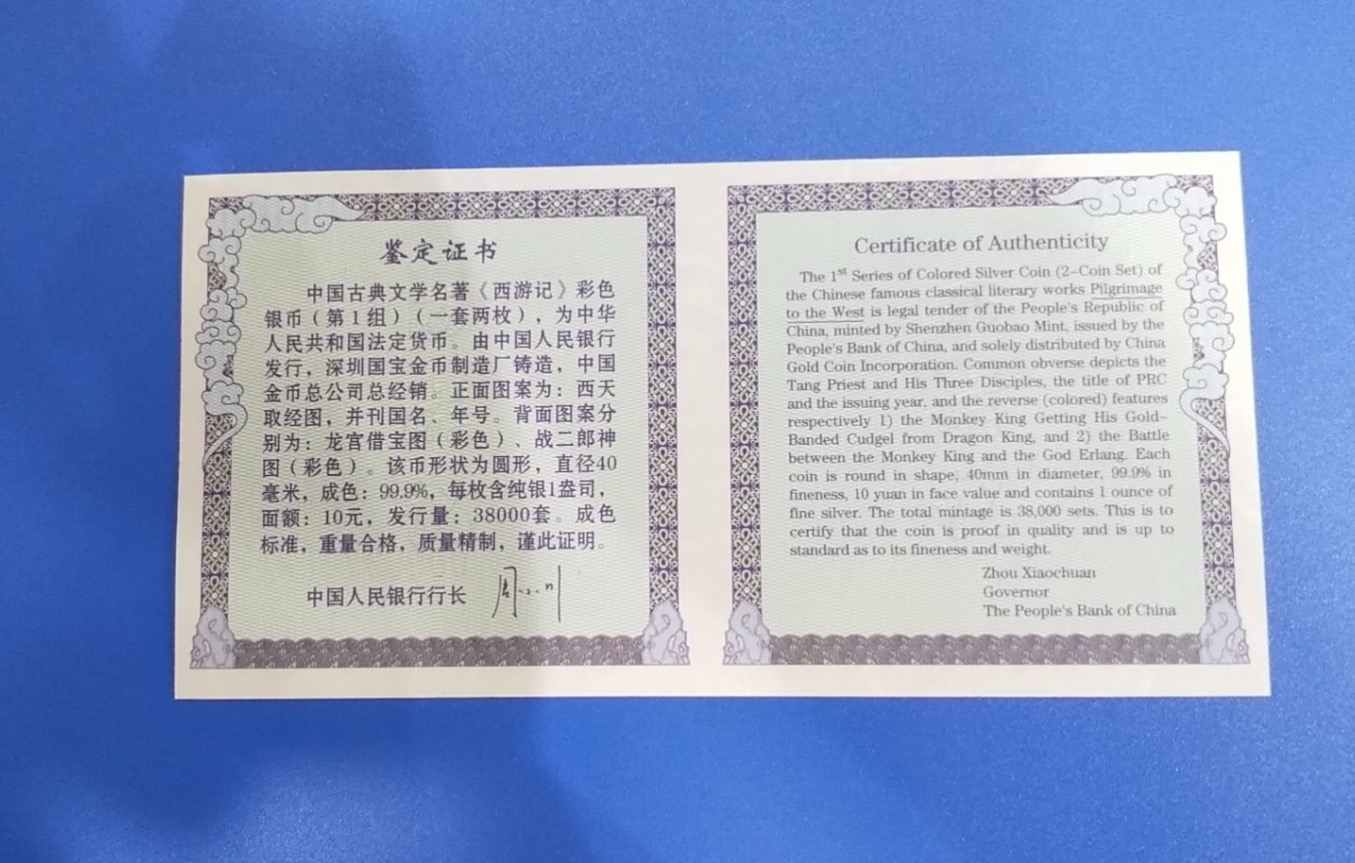 鉴定证书
中国古典文学名著《西游记》彩色
银币（第1组）（一套两枚），为中华
人民共和国法定货币。由中国人民银行
发行，深圳国宝金币制造厂铸造，中国
金币总公司总经销。正面图案为：西天
取经图，并刊国名、年号。背面图案分
别为：龙宫借宝图（彩色）、战二郎神
图（彩色）。该币形状为圆形，直径40
毫米，成色：99.9%，每枚含纯银1盎司，
面额：10元，发行量：38000套。成色
标准，重量合格，质量精制，谨此证明。
中国人民银行行长 周小川
Certificate of Authenticity
The 1st Series of Colored Silver Coin (2-Coin Set) of
the Chinese famous classical literary works Pilgrimage
to the West is legal tender of the People's Republic of
China, minted by Shenzhen Guobao Mint, issued by the
People's Bank of China, and solely distributed by China
Gold Coin Incorporation. Common obverse depicts the
Tang Priest and His Three Disciples, the title of PRC
and the issuing year, and the reverse (colored) features
respectively 1) the Monkey King Getting His Gold-
Banded Cudgel from Dragon King, and 2) the Battle
between the Monkey King and the God Erlang. Each
coin is round in shape, 40mm in diameter, 99.9% in
fineness, 10 yuan in face value and contains 1 ounce of
fine silver. The total mintage is 38,000 sets. This is to
certify that the coin is proof in quality and is up to
standard as to its fineness and weight.
Zhou Xiaochuan
Governor
The People's Bank of China